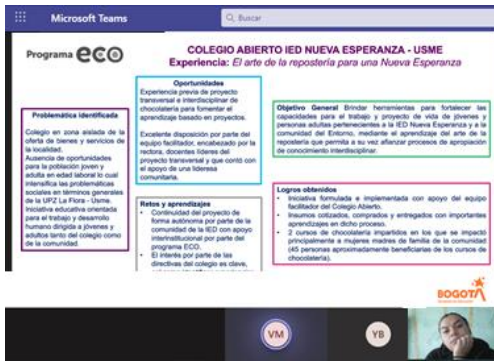 Microsoft Teams
Buscar
Programa eco
COLEGIO ABIERTO IED NUEVA ESPERANZA - USME
Experiencia: El arte de la repostería para una Nueva Esperanza
Problemática identificada
Colegio en zona aislada de la
oferta de bienes y servicios de
la localidad.
Ausencia de oportunidades
para la población joven y
adulta en edad laboral lo cual
intensifica las problemáticas
sociales en términos generales
de la UPZ La Flora - Usme.
Iniciativa educativa orientada
para el trabajo y desarrollo
humano dirigida a jóvenes y
adultos tanto del colegio como
de la comunidad.
Oportunidades
Experiencia previa de proyecto
transversal e interdisciplinar de
chocolatería para fomentar el
aprendizaje basado en proyectos.
Excelente disposición por parte del
equipo facilitador, encabezado por la
rectora, docentes líderes del
proyecto transversal y que contó con
el apoyo de una lideresa
comunitaria.
Retos y aprendizajes
• Continuidad del proyecto de
forma autónoma por parte de la
comunidad de la IED con apoyo
interinstitucional por parte del
programa ECO.
• El interés por parte de las
directivas del colegio es clave,
Objetivo General Brindar herramientas para fortalecer las
capacidades para el trabajo y proyecto de vida de jóvenes y
personas adultas pertenecientes a la IED Nueva Esperanza y a la
comunidad del Entorno, mediante el aprendizaje del arte de la
repostería que permita a su vez afianzar procesos de apropiación
de conocimiento interdisciplinar.
Logros obtenidos
• Iniciativa formulada e implementada con apoyo del equipo
facilitador del Colegio Abierto.
• Insumos cotizados, comprados y entregados con importantes
aprendizajes en dicho proceso.
• 2 cursos de chocolatería impartidos en los que se impactó
principalmente a mujeres madres de familia de la comunidad
(45 personas aproximadamente beneficiarias de los cursos de
chocolatería).
BOGOTÁ
VM
YB